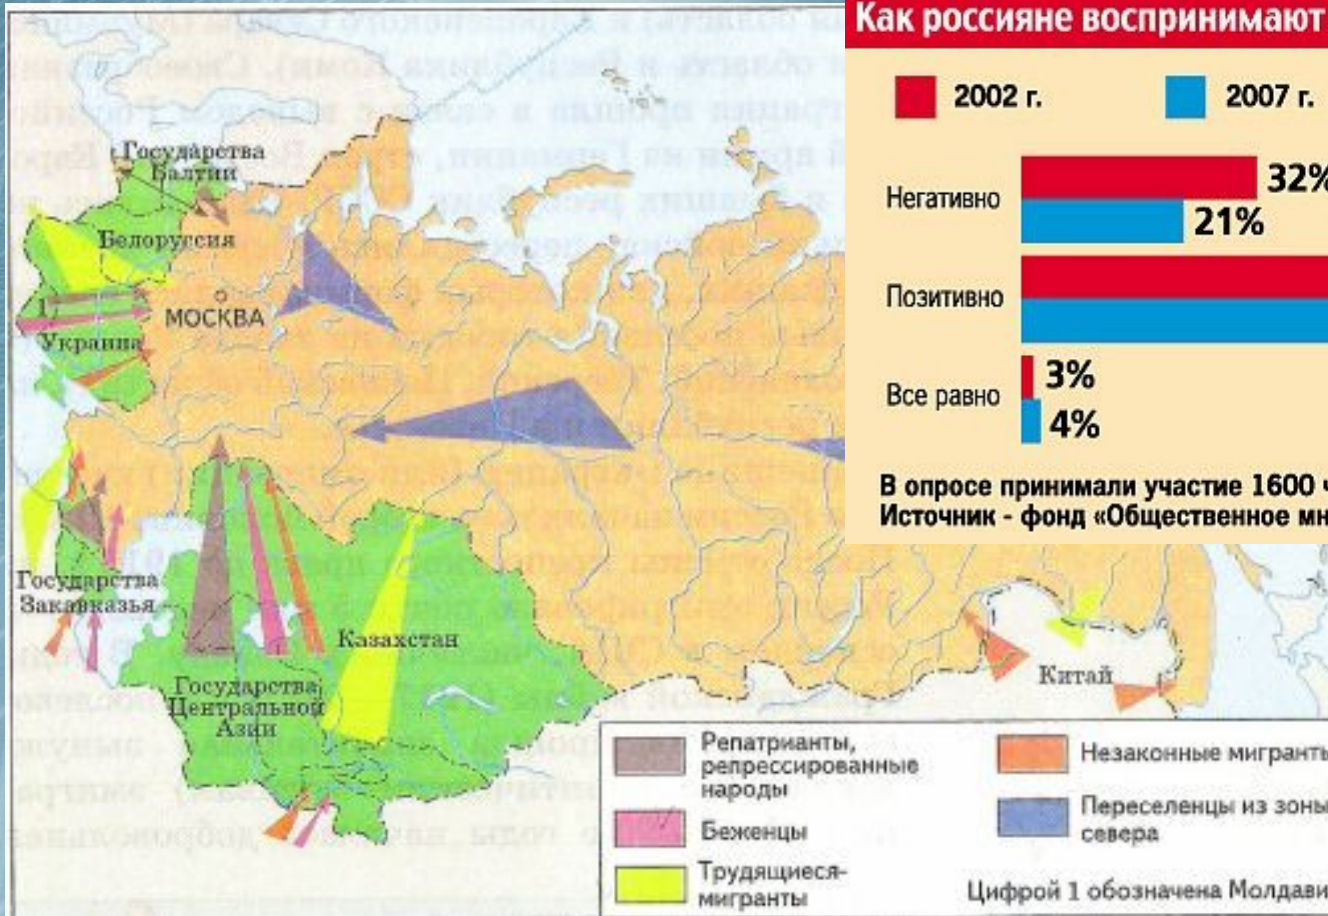 Как россияне воспринимают
2002 г.
2007 г.
Негативно
32%
21%
Позитивно
Все равно
3%
4%
В опросе принимали участие 1600 ч
Источник - фонд «Общественное мн
Государства
Балтии
Белоруссия
МОСКВА
1
Украина
Государства
Закавказья
Казахстан
Государства
Центральной
Азии
Китай
Репатрианты,
репрессированные
народы
Беженцы
Трудящиеся-
мигранты
Незаконные мигранты
Переселенцы из зоны
севера
Цифрой 1 обозначена Молдави